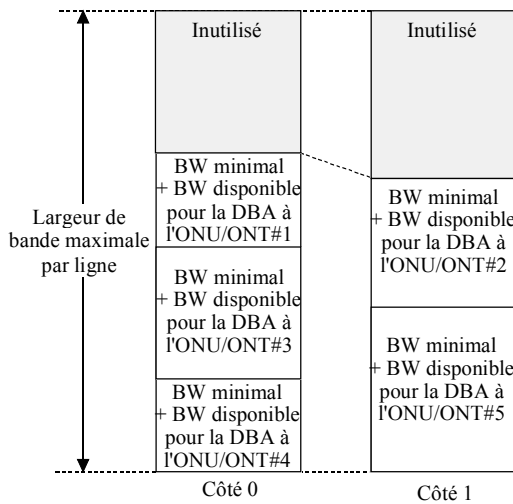 Inutilisé
BW minimal
+ BW disponible
pour la DBA à
l'ONU/ONT#1
BW minimal
+ BW disponible
pour la DBA à
l'ONU/ONT#3
BW minimal
+ BW disponible
pour la DBA à
l'ONU/ONT#4
Côté 0
Inutilisé
BW minimal
+ BW disponible
pour la DBA à
l'ONU/ONT#2
BW minimal
+ BW disponible
pour la DBA à
l'ONU/ONT#5
Côté 1
Largeur de
bande maximale
par ligne